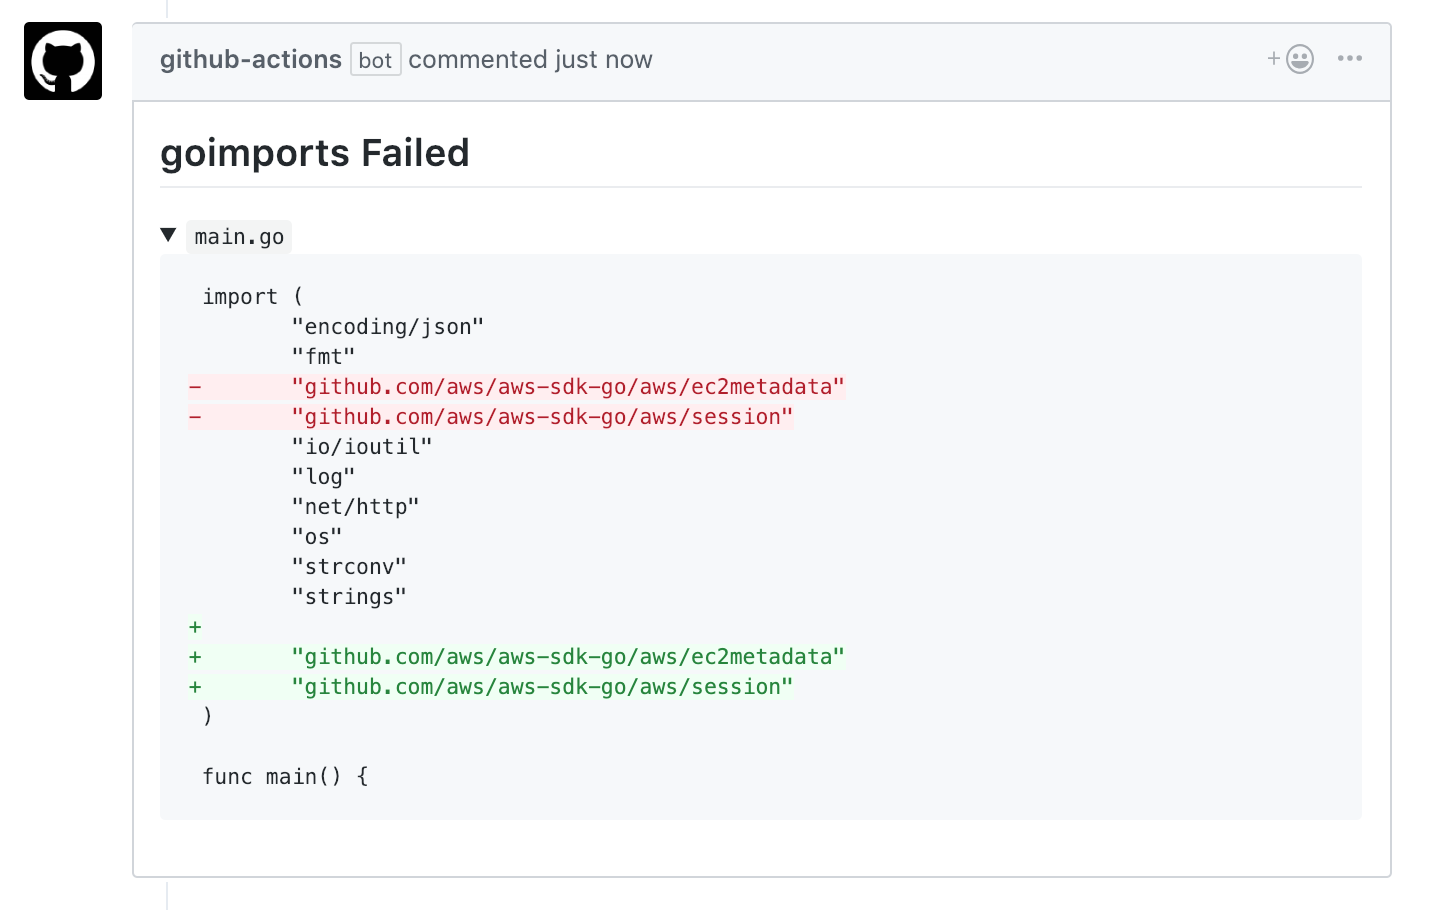 github-actions bot commented just now
goimports Failed
▼ main.go
import (
"encoding/json"
"fmt"
- "github.com/aws/aws-sdk-go/aws/ec2metadata"
- "github.com/aws/aws-sdk-go/aws/session"
"io/ioutil"
"log"
"net/http"
"os"
"strconv"
"strings"
+
+ "github.com/aws/aws-sdk-go/aws/ec2metadata"
+ "github.com/aws/aws-sdk-go/aws/session"
)
func main() {